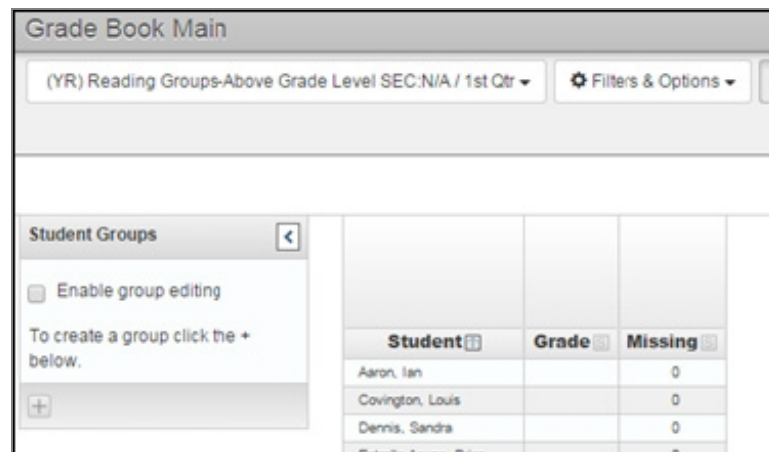 Grade Book Main
(YR) Reading Groups-Above Grade Level SEC:N/A / 1st Qtr
Filters & Options
Student Groups
Enable group editing
To create a group click the +
below.
Student Grade Missing
Aaron, Ian 0
Covington, Louis 0
Dennis, Sandra 0